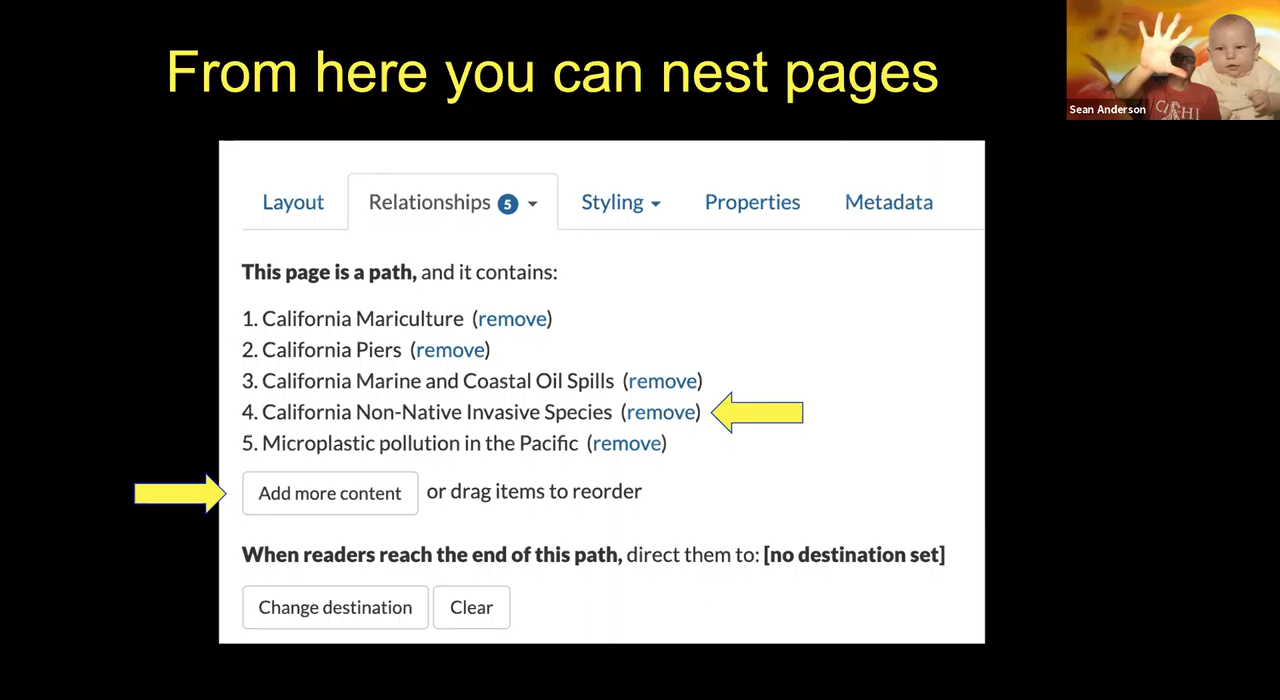 From here you can nest pages
Sean Anderson
Layout Relationships 5 Styling Properties Metadata
This page is a path, and it contains:
1. California Mariculture (remove)
2. California Piers (remove)
3. California Marine and Coastal Oil Spills (remove)
4. California Non-Native Invasive Species (remove)
5. Microplastic pollution in the Pacific (remove)
Add more content or drag items to reorder
When readers reach the end of this path, direct them to: [no destination set]
Change destination Clear